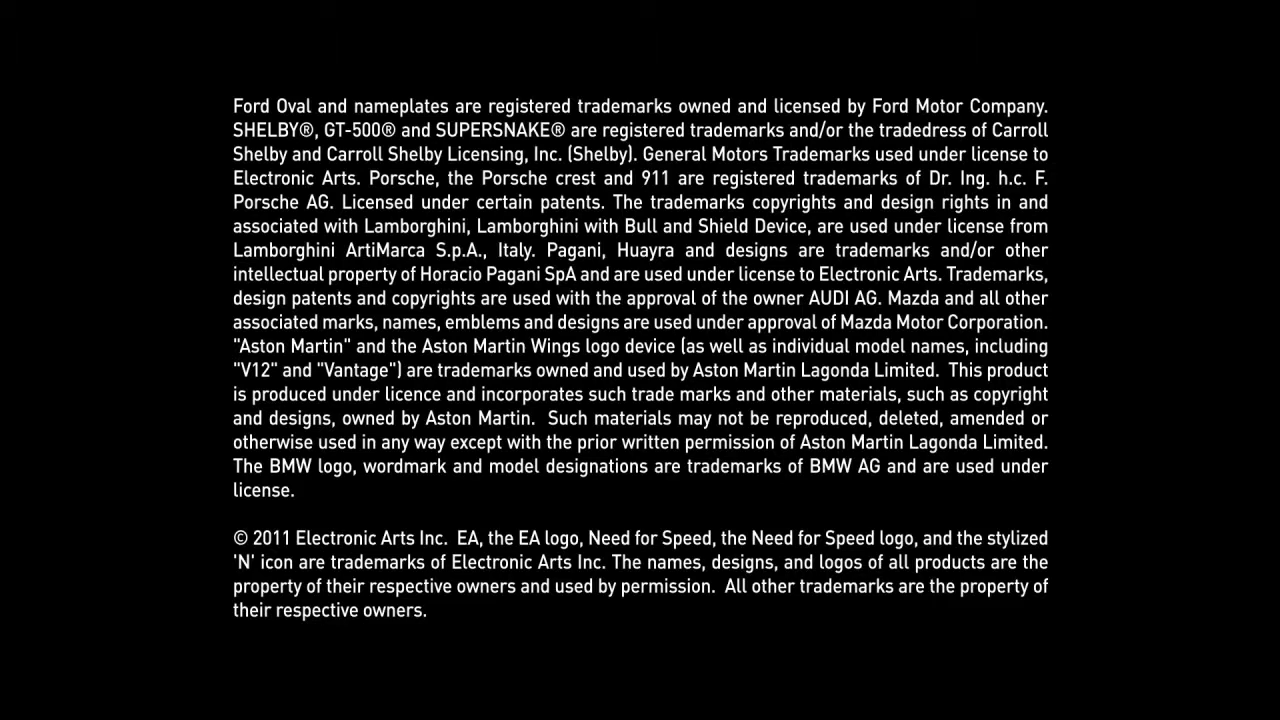 Ford Oval and nameplates are registered trademarks owned and licensed by Ford Motor Company.
SHELBY®, GT-500® and SUPERSNAKE® are registered trademarks and/or the tradedress of Carroll
Shelby and Carroll Shelby Licensing, Inc. (Shelby). General Motors Trademarks used under license to
Electronic Arts. Porsche, the Porsche crest and 911 are registered trademarks of Dr. Ing. h.c. F.
Porsche AG. Licensed under certain patents. The trademarks copyrights and design rights in and
associated with Lamborghini, Lamborghini with Bull and Shield Device, are used under license from
Lamborghini ArtiMarca S.p.A., Italy. Pagani, Huayra and designs are trademarks and/or other
intellectual property of Horacio Pagani SpA and are used under license to Electronic Arts. Trademarks,
design patents and copyrights are used with the approval of the owner AUDI AG. Mazda and all other
associated marks, names, emblems and designs are used under approval of Mazda Motor Corporation.
"Aston Martin" and the Aston Martin Wings logo device (as well as individual model names, including
"V12" and "Vantage") are trademarks owned and used by Aston Martin Lagonda Limited.  This product
is produced under licence and incorporates such trade marks and other materials, such as copyright
and designs, owned by Aston Martin.  Such materials may not be reproduced, deleted, amended or
otherwise used in any way except with the prior written permission of Aston Martin Lagonda Limited.
The BMW logo, wordmark and model designations are trademarks of BMW AG and are used under
license.
© 2011 Electronic Arts Inc.  EA, the EA logo, Need for Speed, the Need for Speed logo, and the stylized
'N' icon are trademarks of Electronic Arts Inc. The names, designs, and logos of all products are the
property of their respective owners and used by permission.  All other trademarks are the property of
their respective owners.